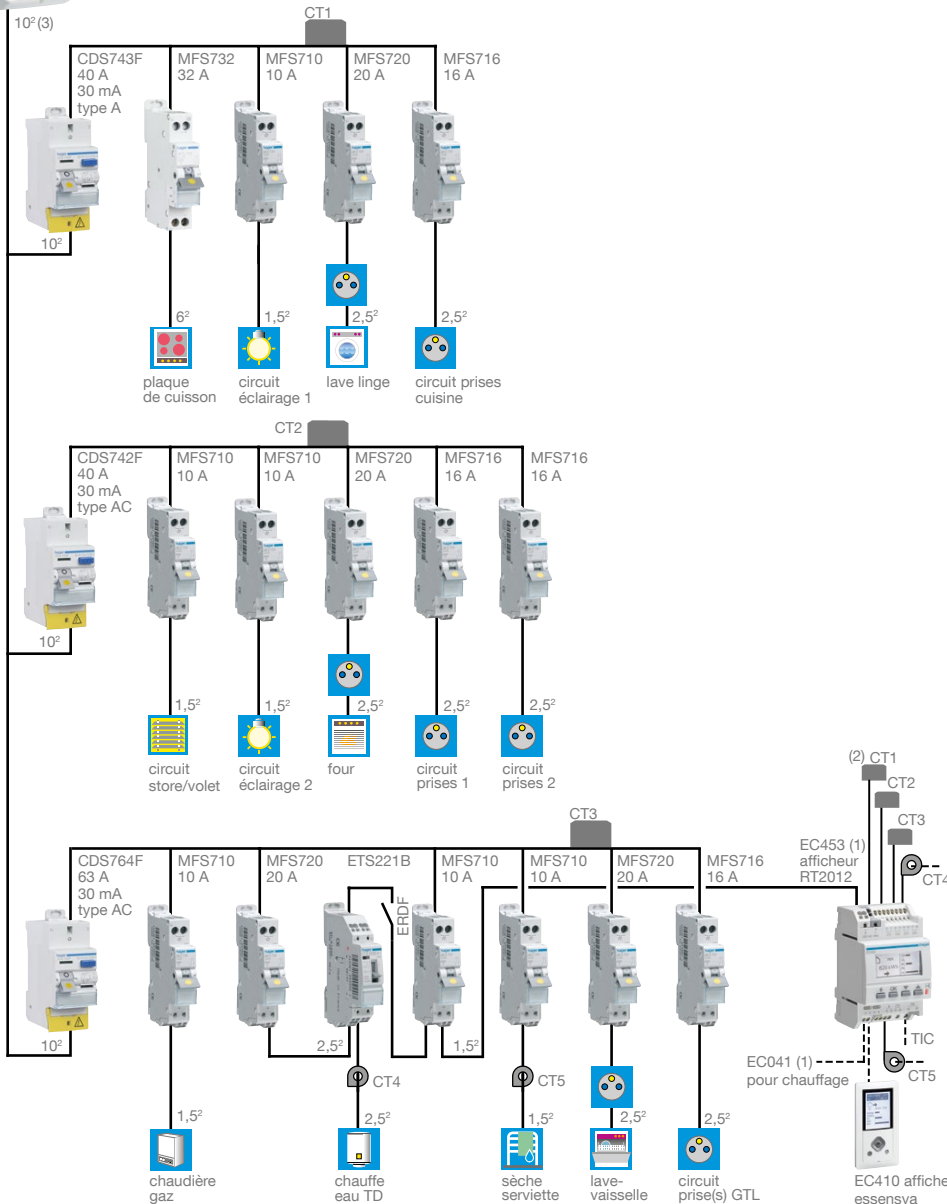 10² (3)
CT1
CDS743F
40 A
30 mA
type A
MFS732
32 A
MFS710
10 A
MFS720
20 A
MFS716
16 A
10²
6²
1,5²
2,5²
2,5²
plaque
de cuisson
circuit
éclairage 1
lave linge
circuit prises
cuisine
CT2
CDS742F
40 A
30 mA
type AC
MFS710
10 A
MFS710
10 A
MFS720
20 A
MFS716
16 A
MFS716
16 A
10²
1,5²
1,5²
2,5²
2,5²
2,5²
circuit
store/volet
circuit
éclairage 2
four
circuit
prises 1
circuit
prises 2
CT3
CDS764F
63 A
30 mA
type AC
MFS710
10 A
MFS720
20 A
ETS221B
ERDF
MFS710
10 A
MFS710
10 A
MFS720
20 A
MFS716
16 A
(2) CT1
CT2
CT3
CT4
EC453 (1)
afficheur
RT2012
10²
2,5²
1,5²
CT4
CT5
TIC
CT5
EC041 (1)
pour chauffage
1,5²
2,5²
1,5²
2,5²
2,5²
chaudière
gaz
chauffe
eau TD
sèche
serviette
lave-
vaisselle
circuit
prise(s) GTL
EC410 affiche
essensya